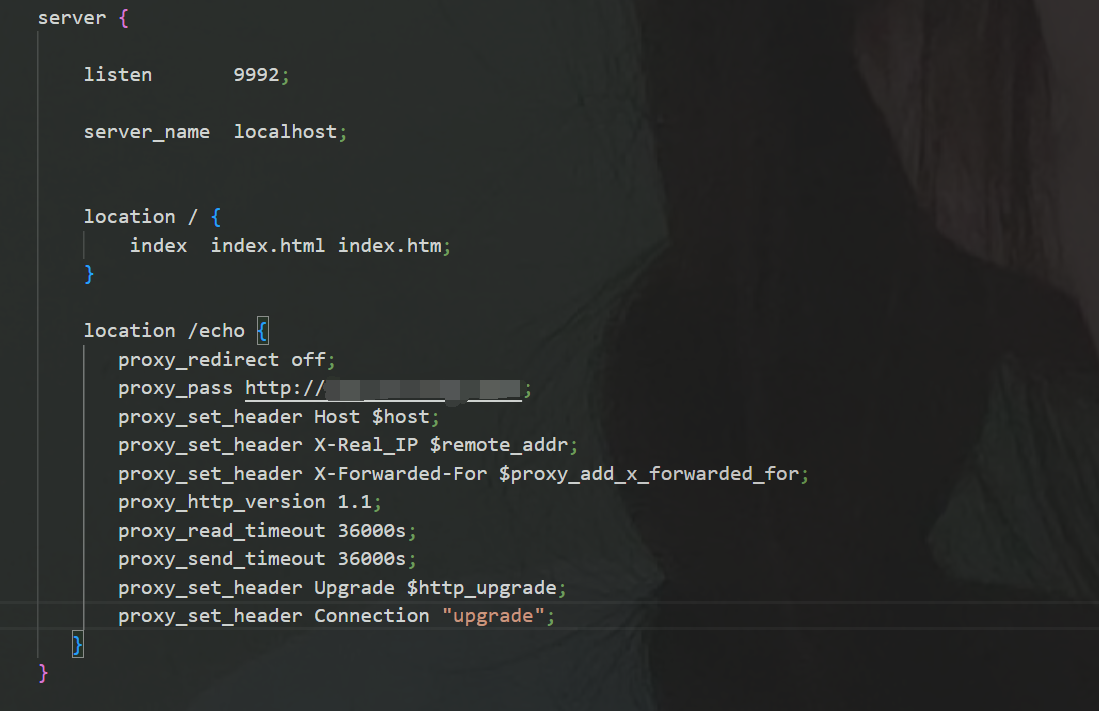 server {
listen 9992;
server_name localhost;
location / {
index index.html index.htm;
}
location /echo {
proxy_redirect off;
proxy_pass http:// ;
proxy_set_header Host $host;
proxy_set_header X-Real_IP $remote_addr;
proxy_set_header X-Forwarded-For $proxy_add_x_forwarded_for;
proxy_http_version 1.1;
proxy_read_timeout 36000s;
proxy_send_timeout 36000s;
proxy_set_header Upgrade $http_upgrade;
proxy_set_header Connection "upgrade";
}
}